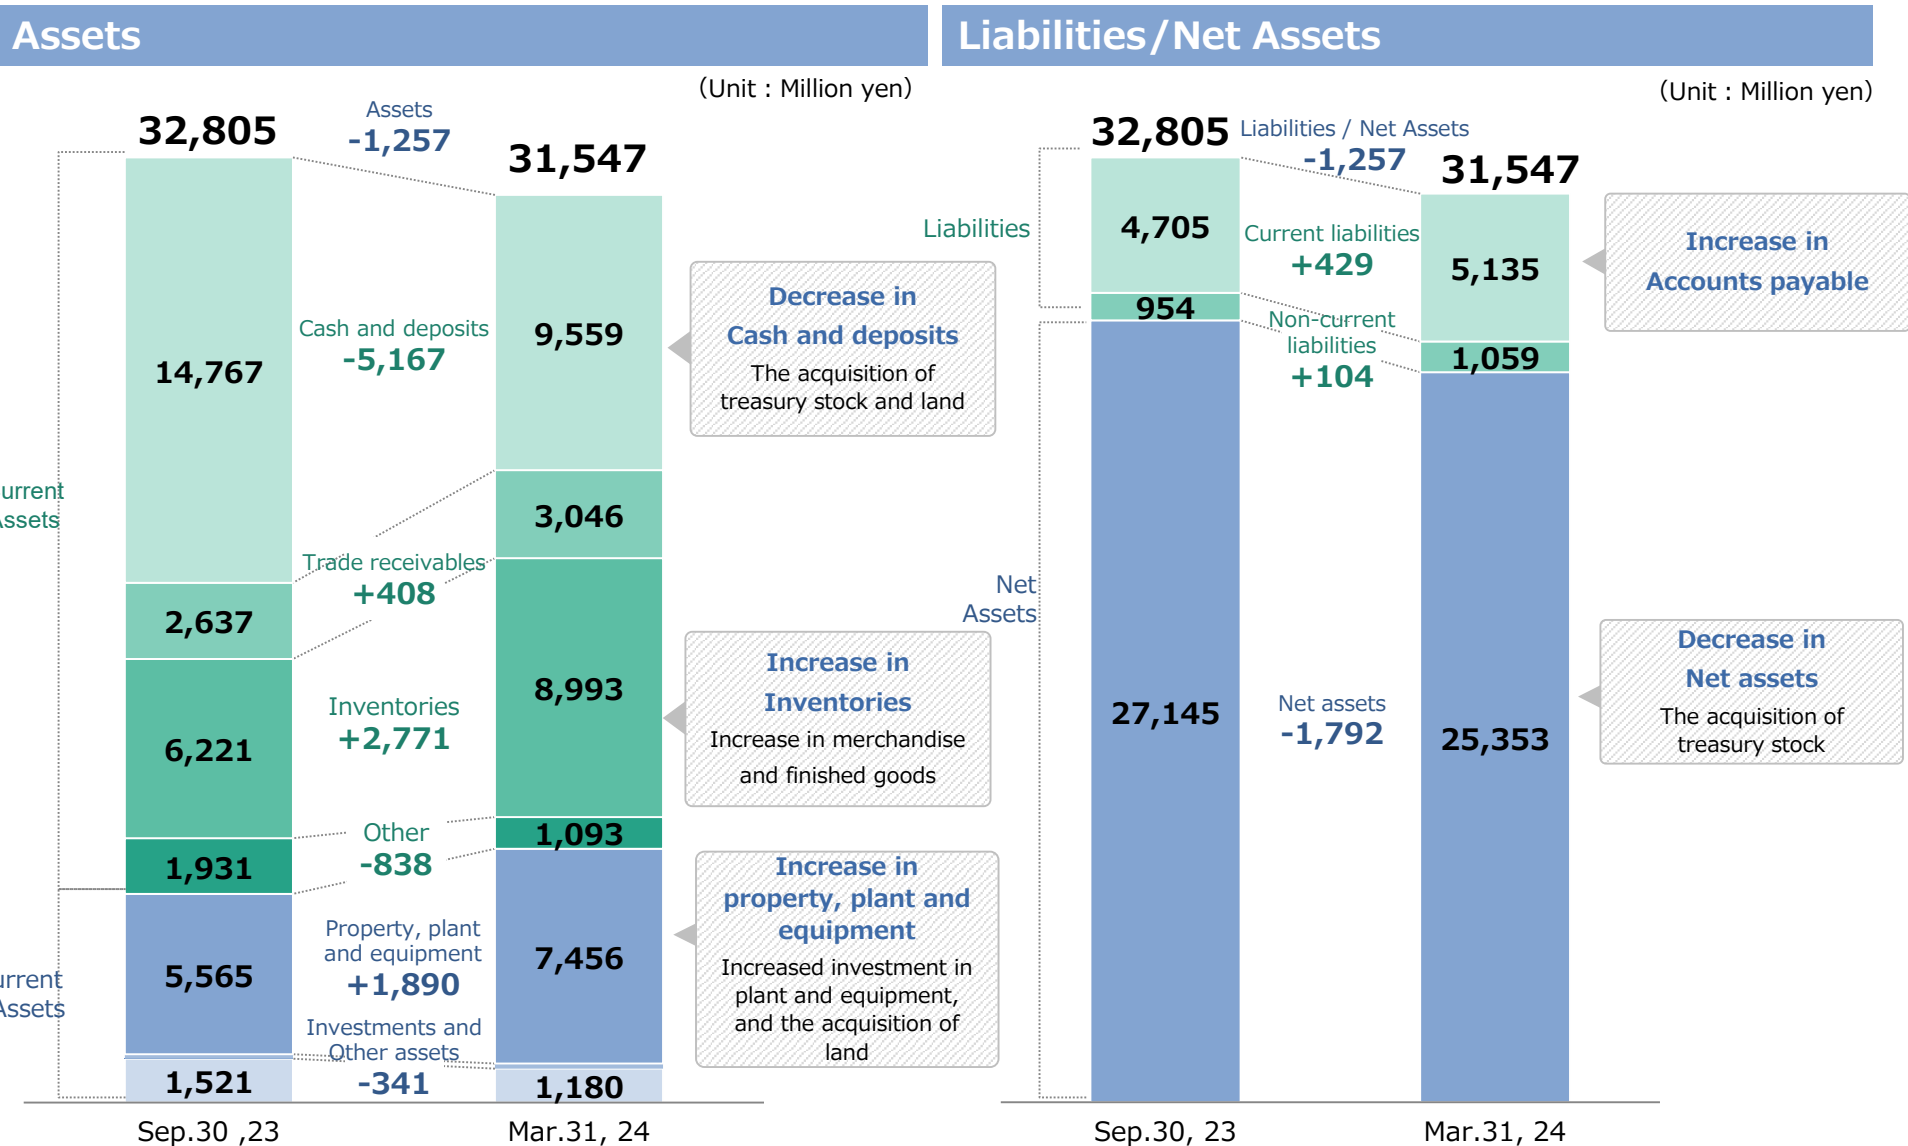 Assets
(Unit : Million yen)
32,805
Assets
-1,257
31,547
14,767
Cash and deposits
-5,167
9,559
Decrease in
Cash and deposits
The acquisition of
treasury stock and land
urrent
Assets
2,637
Trade receivables
+408
3,046
6,221
Inventories
+2,771
8,993
Increase in
Inventories
Increase in merchandise
and finished goods
1,931
Other
-838
1,093
urrent
Assets
5,565
Property, plant
and equipment
+1,890
7,456
Increase in
property, plant and
equipment
Increased investment in
plant and equipment,
and the acquisition of
land
1,521
Investments and
Other assets
-341
1,180
Sep.30 ,23
Mar.31, 24
Liabilities/Net Assets
(Unit : Million yen)
32,805
Liabilities / Net Assets
-1,257
31,547
Liabilities
4,705
Current liabilities
+429
5,135
Increase in
Accounts payable
954
Non-current
liabilities
+104
1,059
Net
Assets
27,145
Net assets
-1,792
25,353
Decrease in
Net assets
The acquisition of
treasury stock
Sep.30, 23
Mar.31, 24